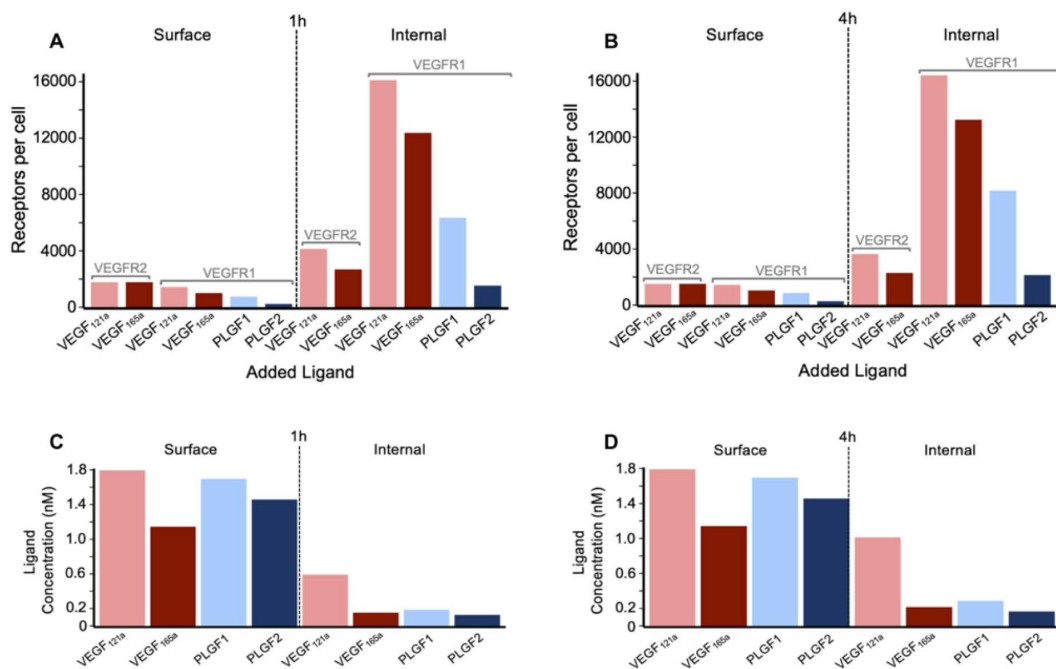 A
1h
Surface
Internal
Receptors per cell
16000
12000
8000
4000
0
VEGFR2
VEGFR1
VEGFR2
VEGFR1
VEGF121a
VEGF165a
VEGF121a
VEGF165a
PLGF1
PLGF2
VEGF121a
VEGF165a
VEGF121a
VEGF165a
PLGF1
PLGF2
Added Ligand
B
4h
Surface
Internal
Receptors per cell
16000
12000
8000
4000
0
VEGFR2
VEGFR1
VEGFR2
VEGFR1
VEGF121a
VEGF165a
VEGF121a
VEGF165a
PLGF1
PLGF2
VEGF121a
VEGF165a
VEGF121a
VEGF165a
PLGF1
PLGF2
Added Ligand
C
1h
Surface
Internal
Ligand
Concentration (nM)
1.8
1.4
1.0
0.6
0.2
0
VEGF121a
VEGF165a
PLGF1
PLGF2
VEGF121a
VEGF165a
PLGF1
PLGF2
D
4h
Surface
Internal
Ligand
Concentration (nM)
1.8
1.4
1.0
0.6
0.2
0
VEGF121a
VEGF165a
PLGF1
PLGF2
VEGF121a
VEGF165a
PLGF1
PLGF2